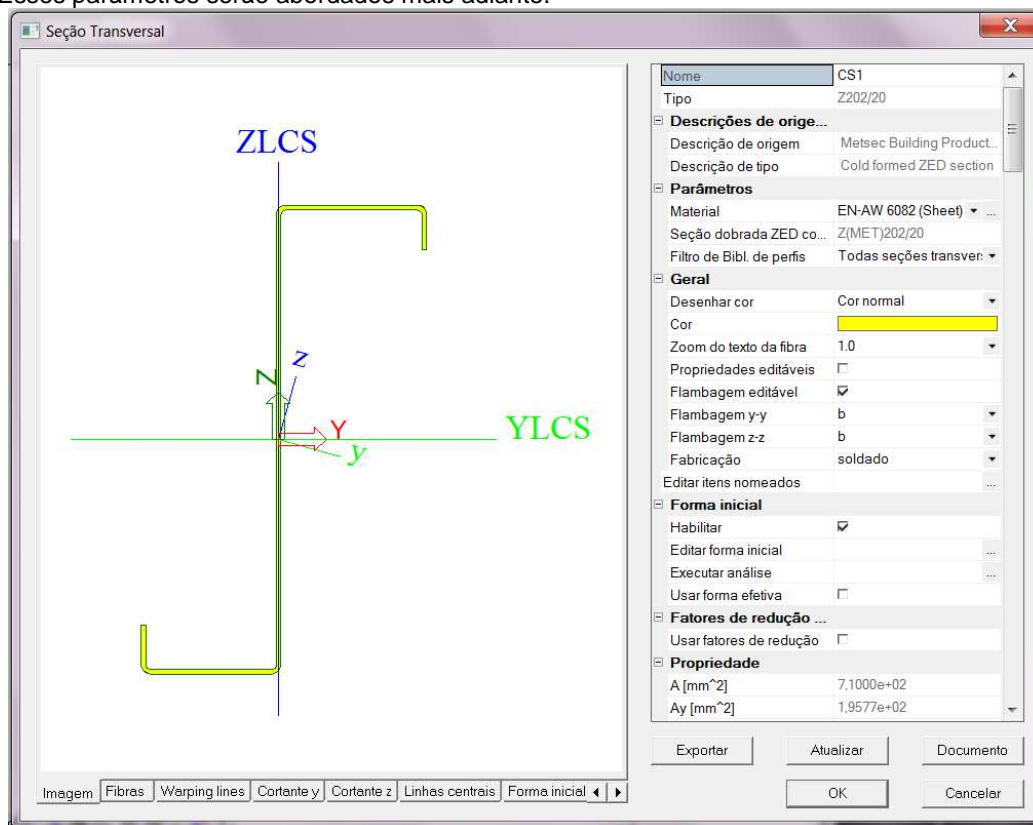 Esses parâmetros serão abordados mais adiante.
Seção Transversal
ZLCS
z
N
Y
YLCS
y
Imagem Fibras Warping lines Cortante y Cortante z Linhas centrais Forma inicial
Nome CS1
Tipo Z202/20
Descrições de orige...
Descrição de origem Metsec Building Product...
Descrição de tipo Cold formed ZED section
Parâmetros
Material EN-AW 6082 (Sheet) ...
Seção dobrada ZED co... Z(MET)202/20
Filtro de Bibl. de perfis Todas seções transver:
Geral
Desenhar cor Cor normal
Cor
Zoom do texto da fibra 1.0
Propriedades editáveis
Flambagem editável
Flambagem y-y b
Flambagem z-z b
Fabricação soldado
Editar itens nomeados ...
Forma inicial
Habilitar
Editar forma inicial ...
Executar análise ...
Usar forma efetiva
Fatores de redução ...
Usar fatores de redução
Propriedade
A [mm^2] 7,1000e+02
Ay [mm^2] 1,9577e+02
Exportar Atualizar Documento
OK Cancelar